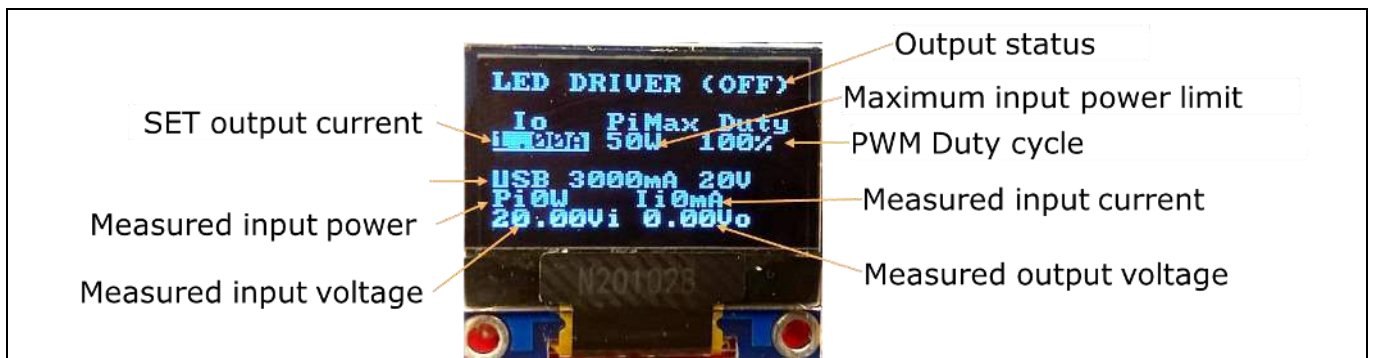 Output status
LED DRIVER (OFF)
Maximum input power limit
SET output current
Io PiMax Duty
1.00A 50W 100%
PWM Duty cycle
USB 3000mA 20V
Measured input current
Pi0W Ii0mA
Measured input power
20.00Vi 0.00Vo
Measured output voltage
Measured input voltage
N201028